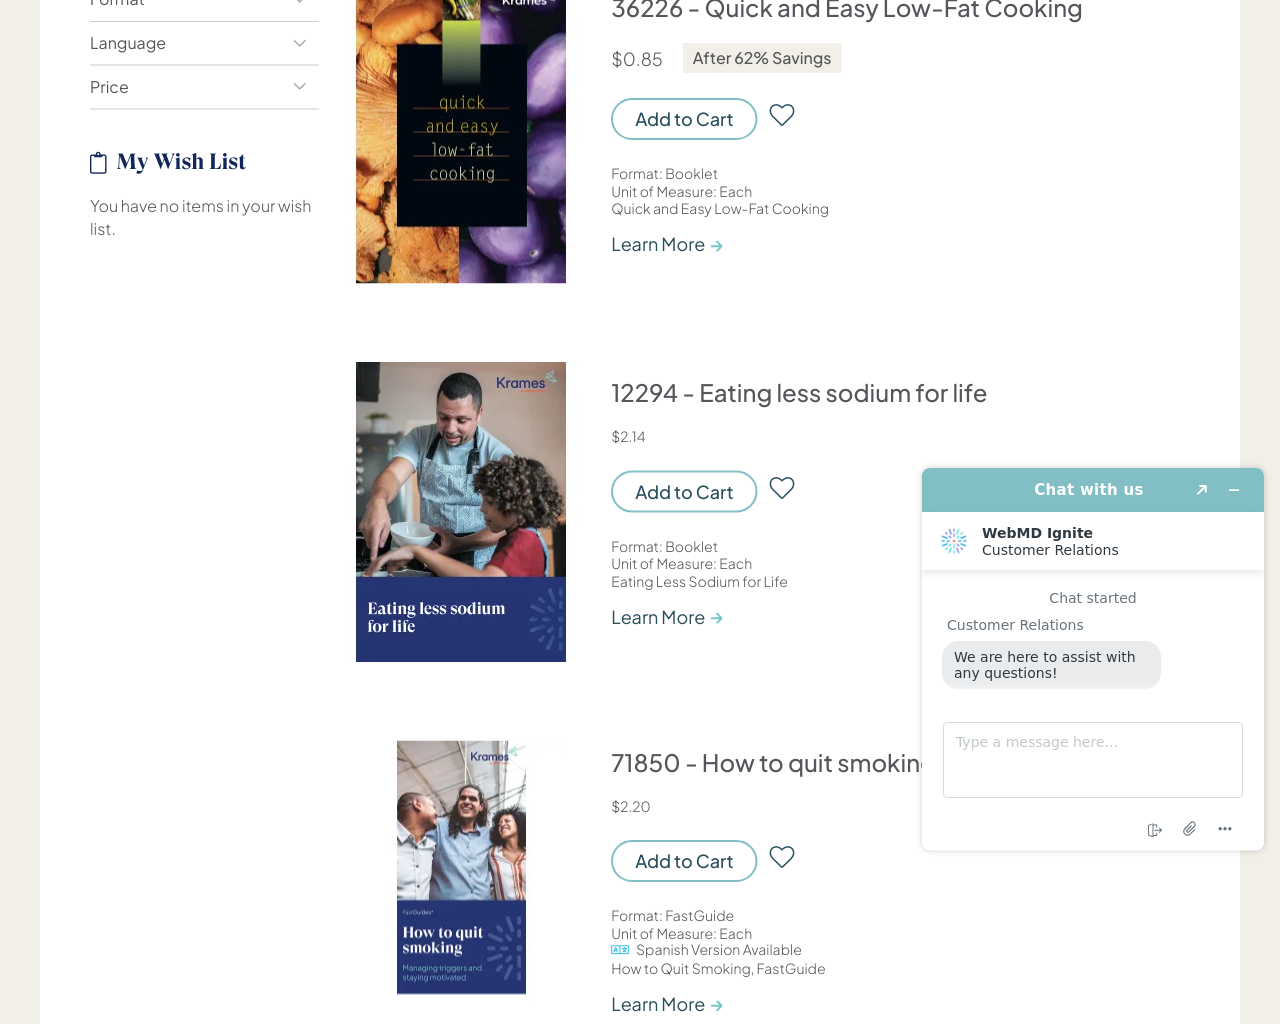 Format
Language
Price
My Wish List
You have no items in your wish
list.
Krames
quick
and easy
low-fat
cooking
36226 - Quick and Easy Low-Fat Cooking
$0.85
After 62% Savings
Add to Cart
Format: Booklet
Unit of Measure: Each
Quick and Easy Low-Fat Cooking
Learn More
Krames
Eating less sodium
for life
12294 - Eating less sodium for life
$2.14
Add to Cart
Format: Booklet
Unit of Measure: Each
Eating Less Sodium for Life
Learn More
Krames
FastGuides®
How to quit
smoking
Managing triggers and
staying motivated
71850 - How to quit smoking
$2.20
Add to Cart
Format: FastGuide
Unit of Measure: Each
Spanish Version Available
How to Quit Smoking, FastGuide
Learn More
Chat with us
WebMD Ignite
Customer Relations
Chat started
Customer Relations
We are here to assist with
any questions!
Type a message here...